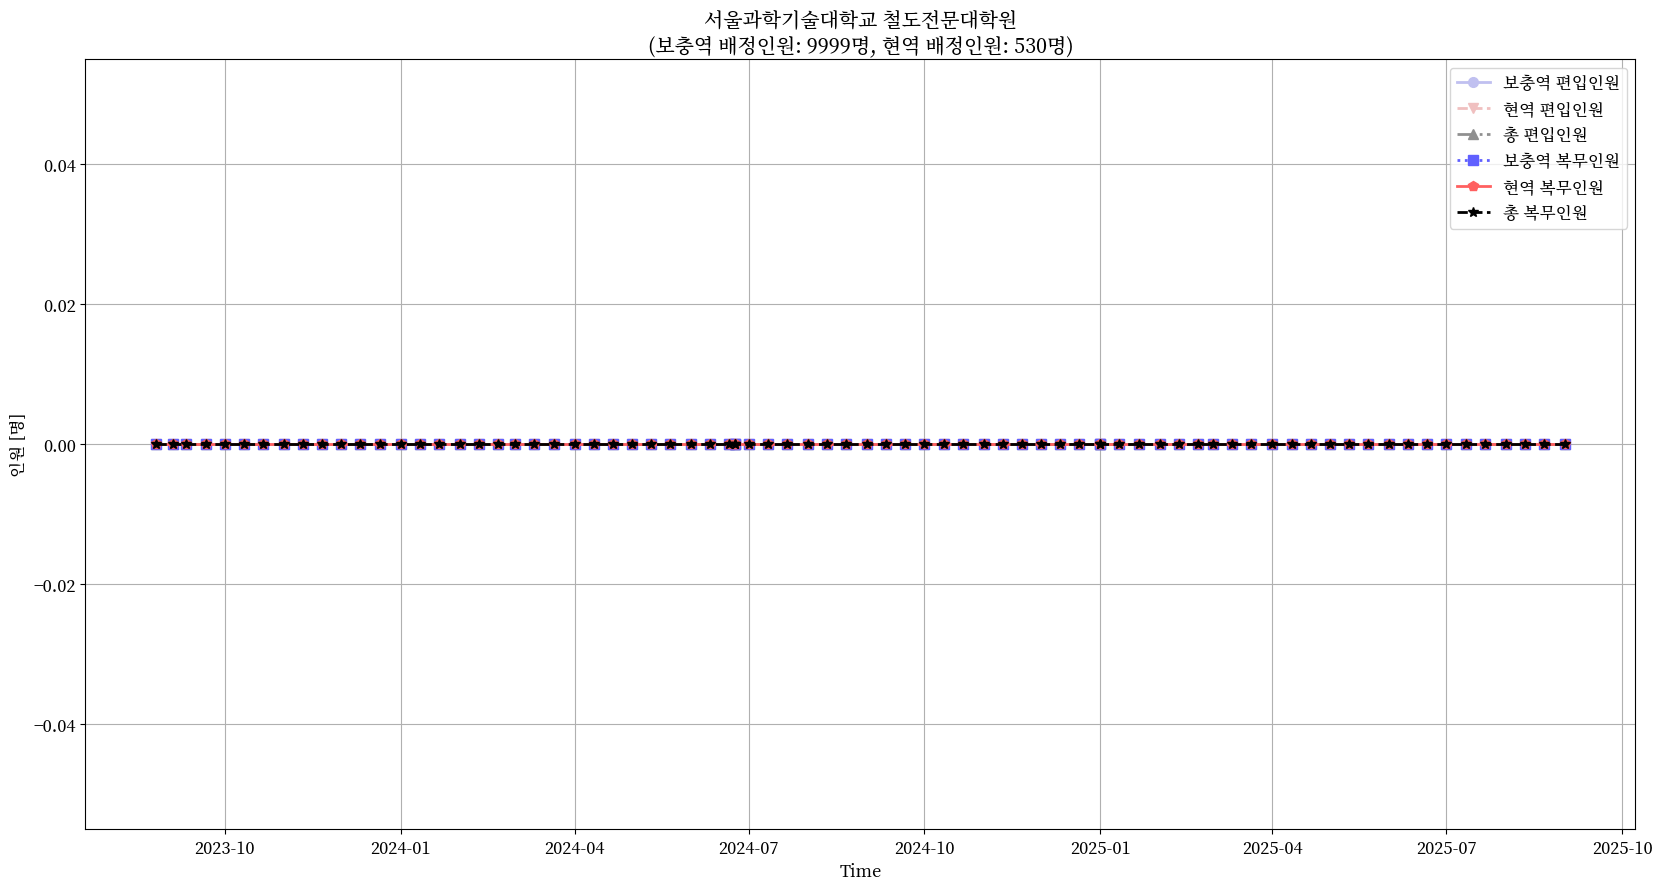 서울과학기술대학교 철도전문대학원
(보충역 배정인원: 9999명, 현역 배정인원: 530명)
보충역 편입인원
현역 편입인원
총 편입인원
보충역 복무인원
현역 복무인원
총 복무인원
인원 [명]
0.04
0.02
0.00
−0.02
−0.04
2023-10
2024-01
2024-04
2024-07
2024-10
2025-01
2025-04
2025-07
2025-10
Time